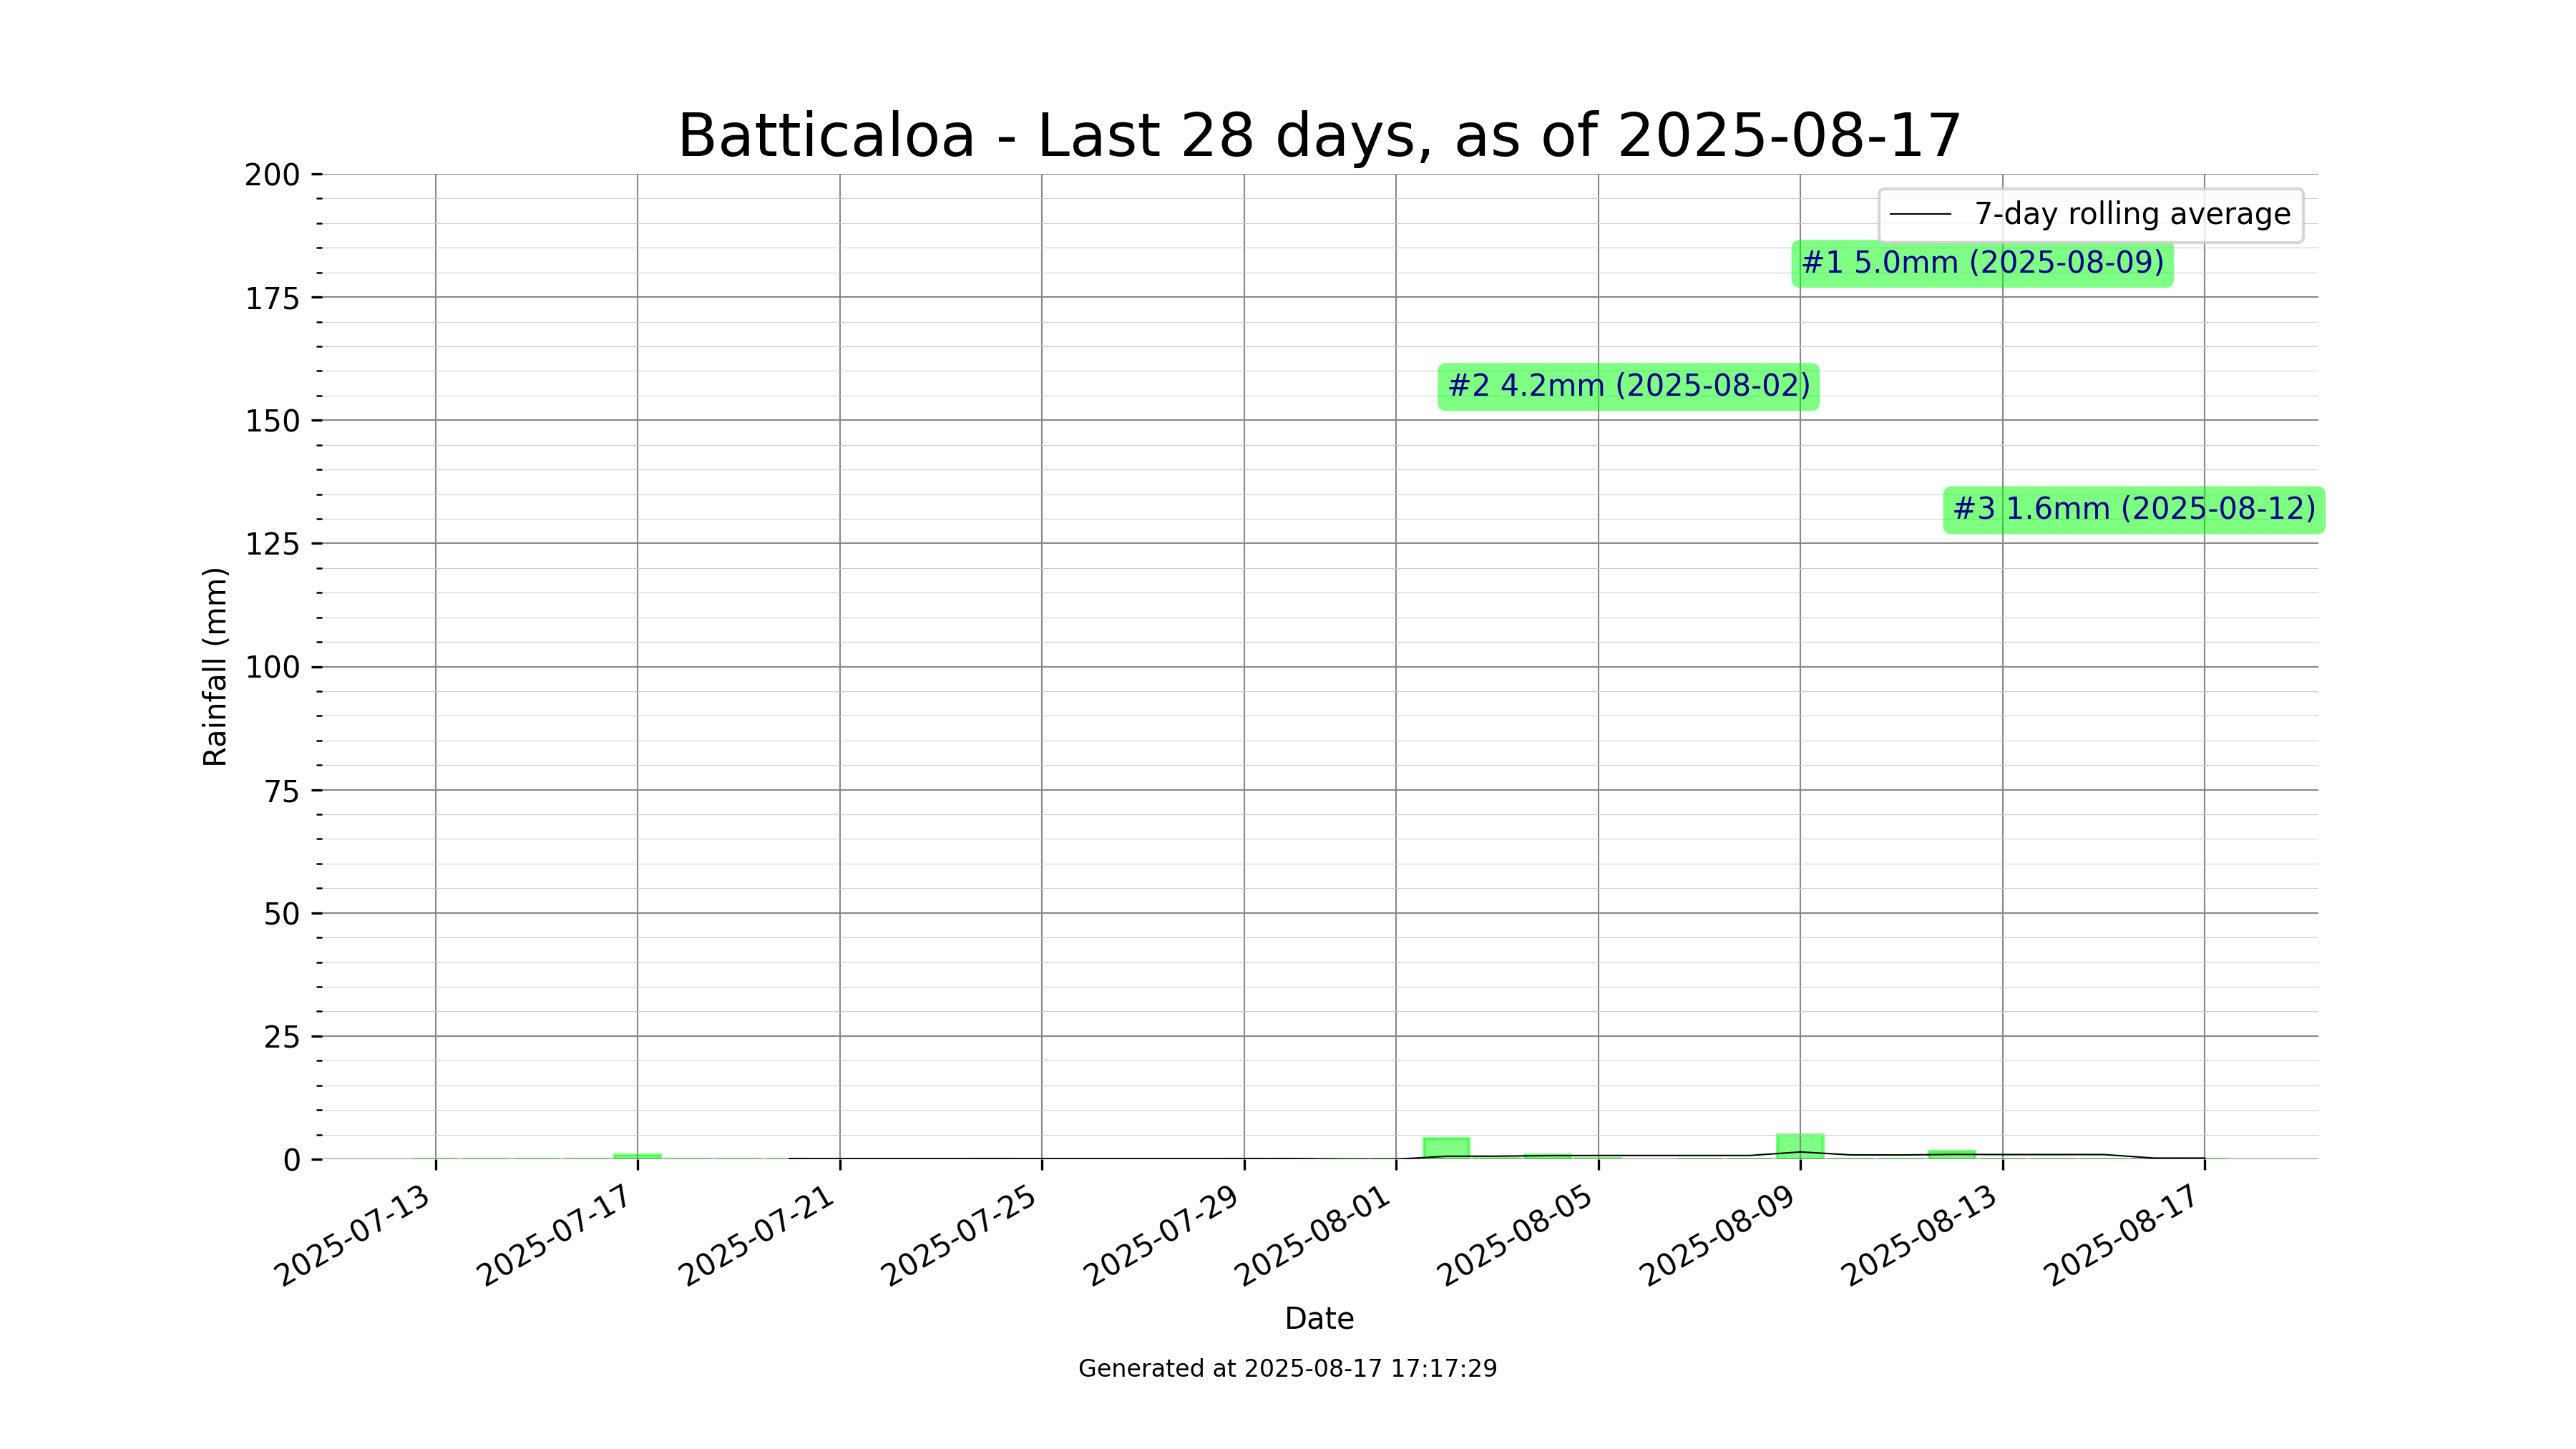 Batticaloa - Last 28 days, as of 2025-08-17
200
175
150
125
100
75
50
25
0
Rainfall (mm)
7-day rolling average
#1 5.0mm (2025-08-09)
#2 4.2mm (2025-08-02)
#3 1.6mm (2025-08-12)
2025-07-13
2025-07-17
2025-07-21
2025-07-25
2025-07-29
2025-08-01
2025-08-05
2025-08-09
2025-08-13
2025-08-17
Date
Generated at 2025-08-17 17:17:29